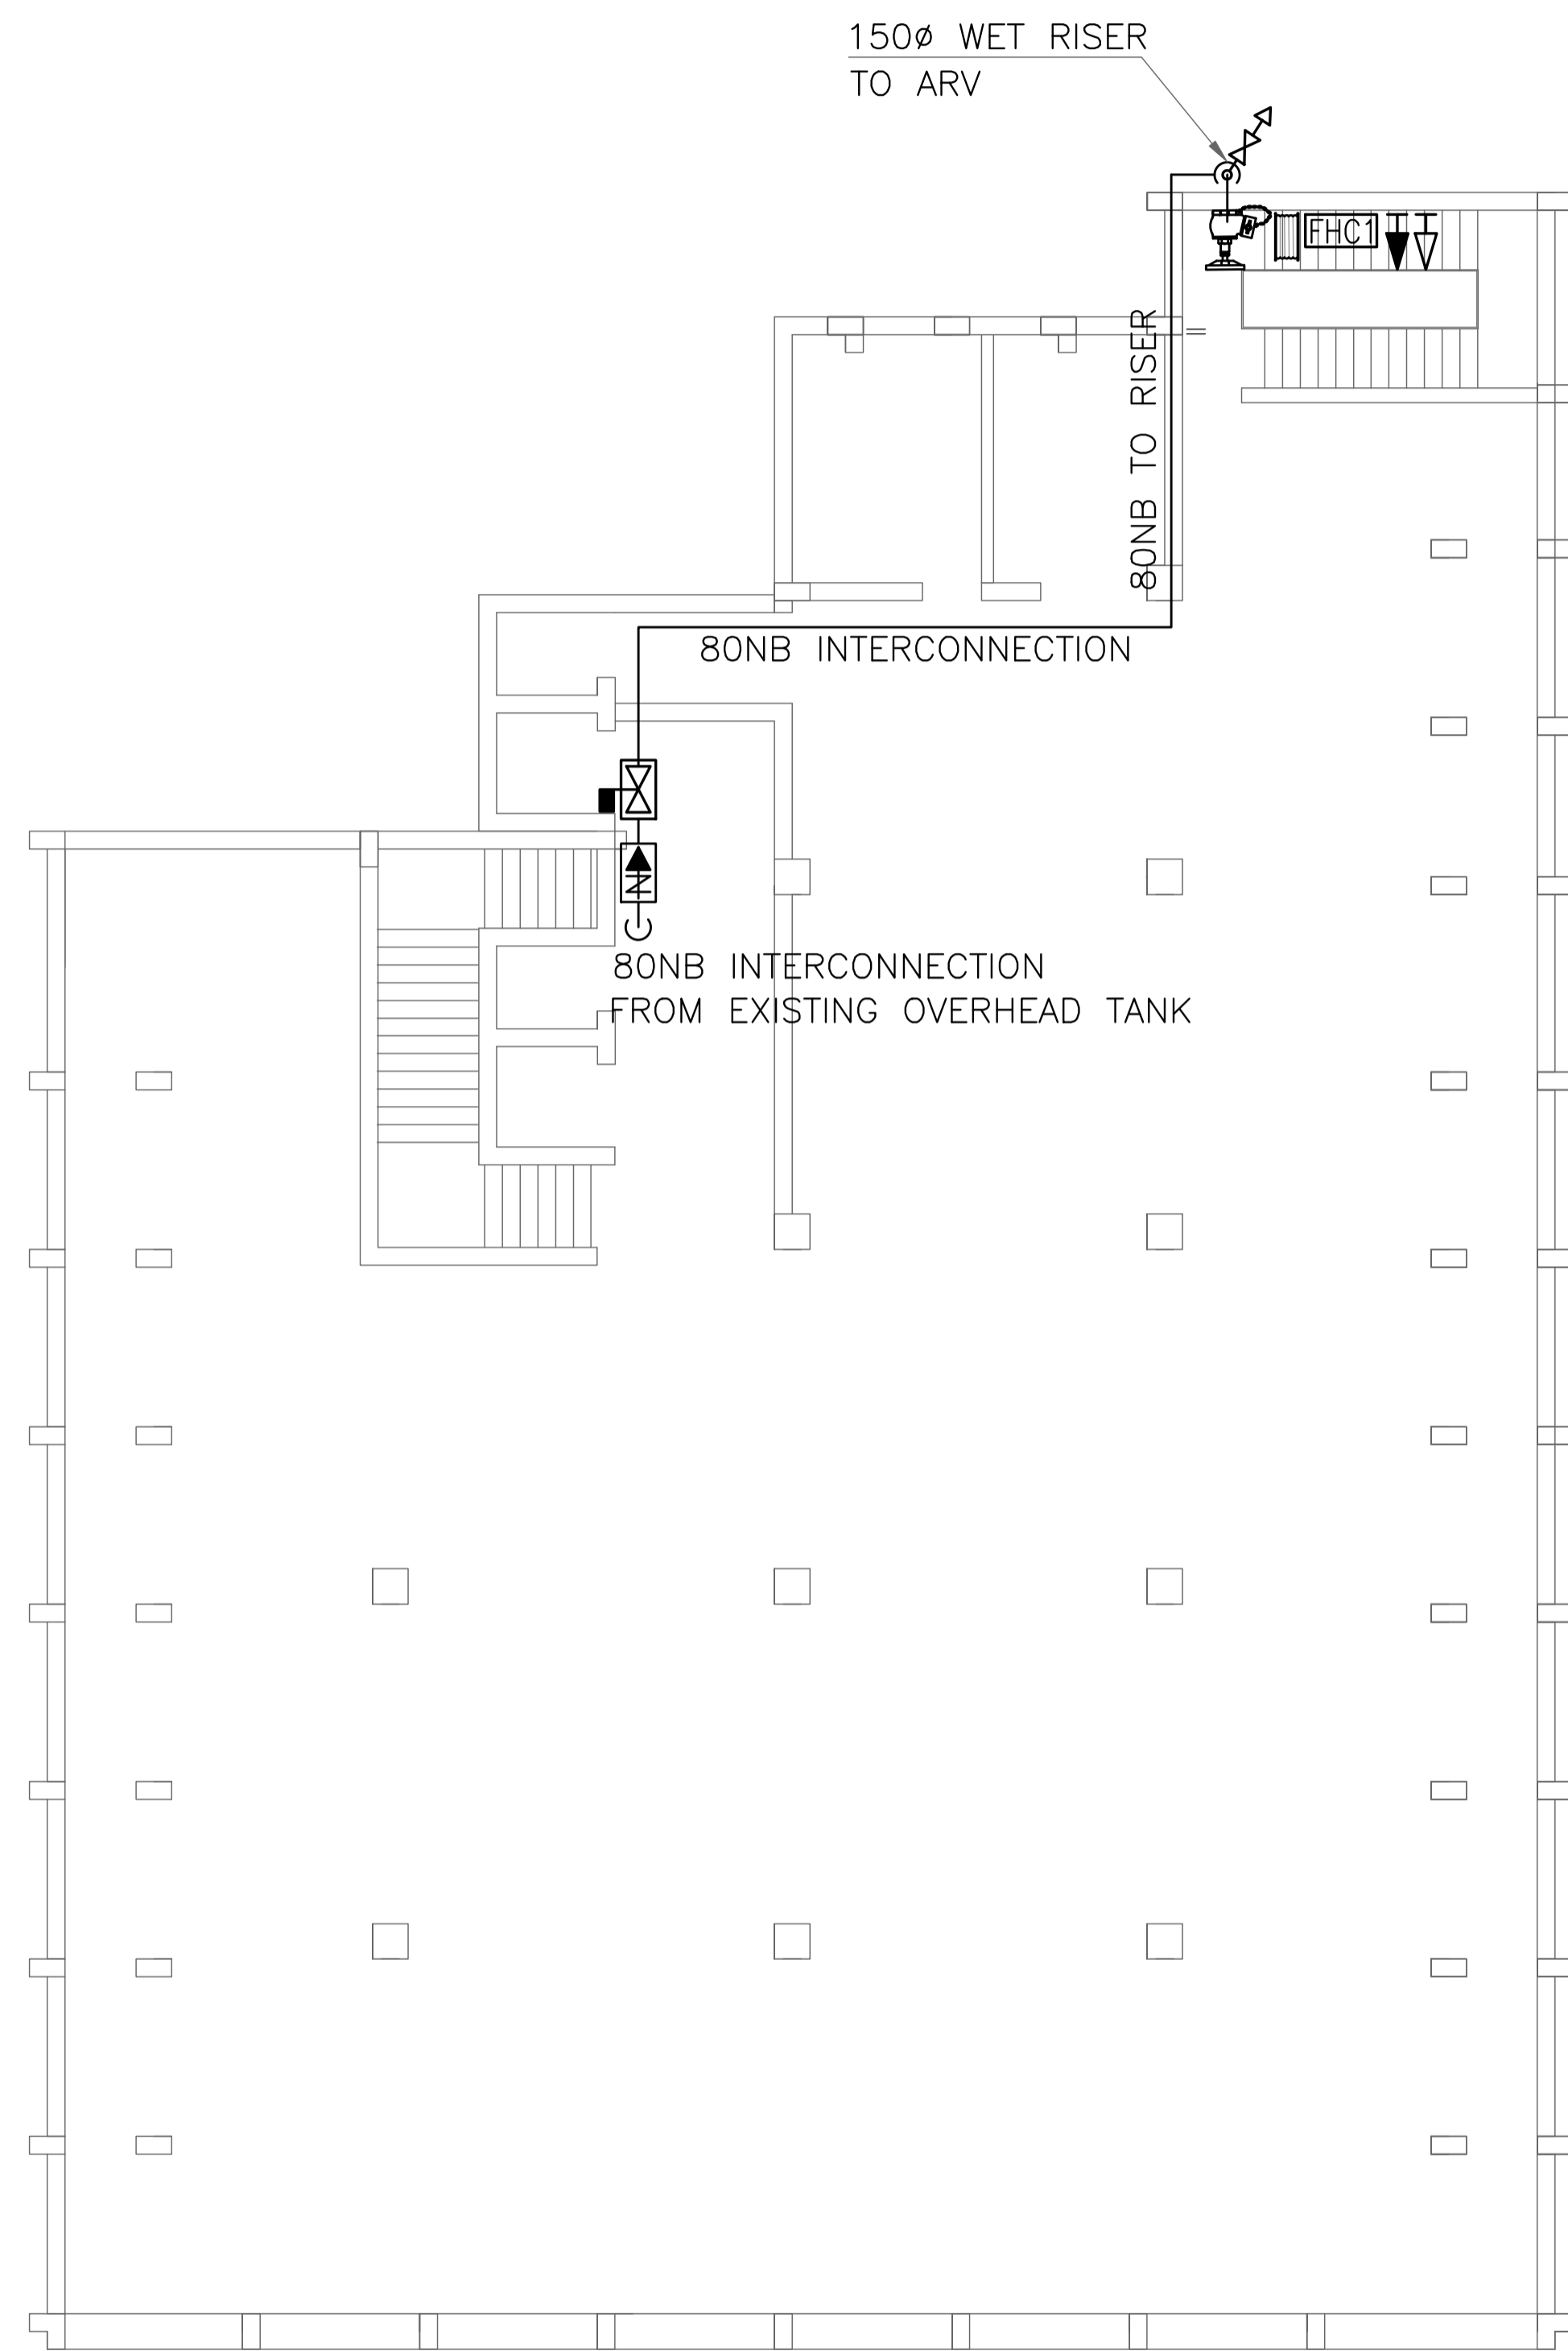 150ø WET RISER
TO ARV
FHC1
80NB TO RISER
80NB INTERCONNECTION
80NB INTERCONNECTION
FROM EXISTING OVERHEAD TANK